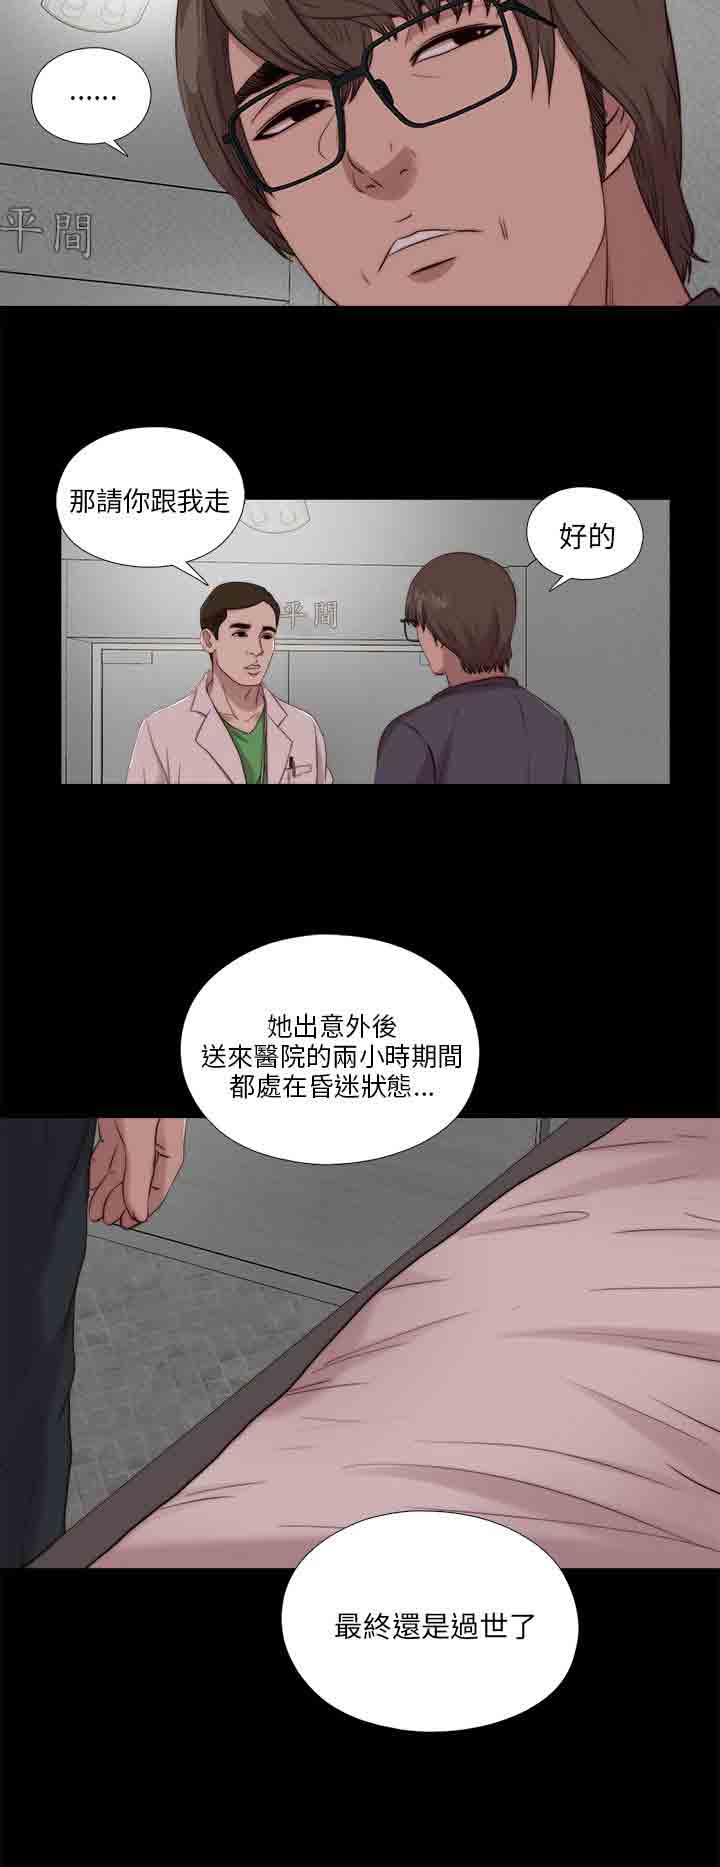 ......
平間
那請你跟我走
好的
平間
她出意外後
送來醫院的兩小時期間
都處在昏迷狀態...
最終還是過世了